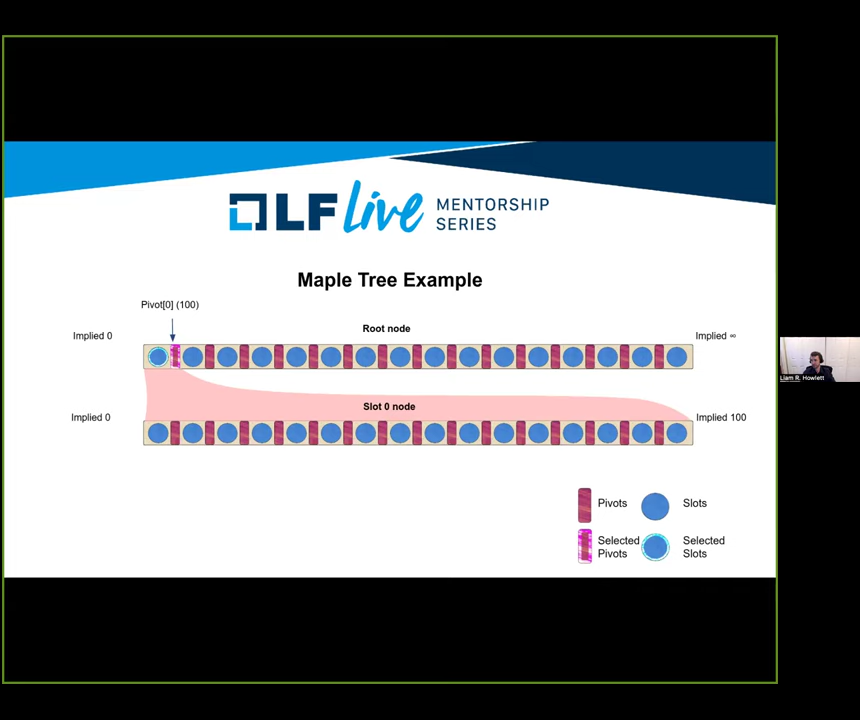 LF Live MENTORSHIP
SERIES
Maple Tree Example
Pivot[0] (100)
Root node
Implied 0
Implied ∞
Liam R. Howlett
Slot 0 node
Implied 0
Implied 100
Pivots
Slots
Selected
Pivots
Selected
Slots